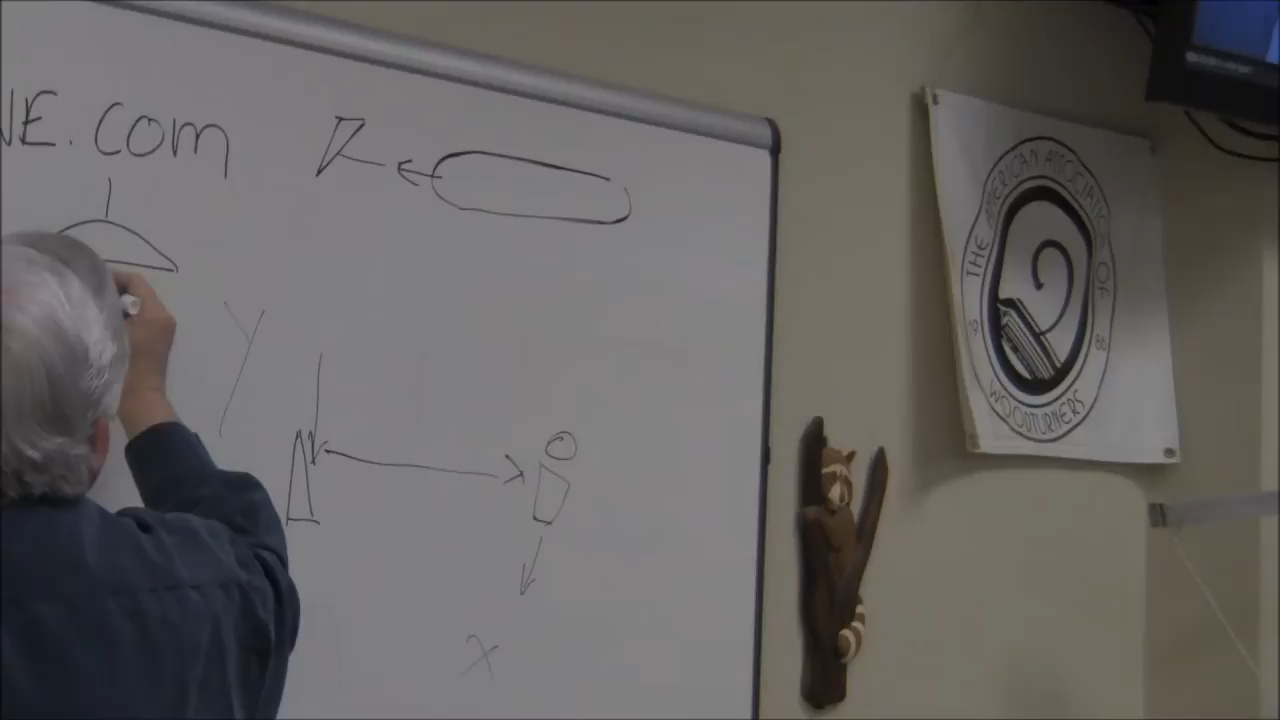 NE.com
Y
X
THE AMERICAN ASSOCIATION OF
19 86
WOODTURNERS